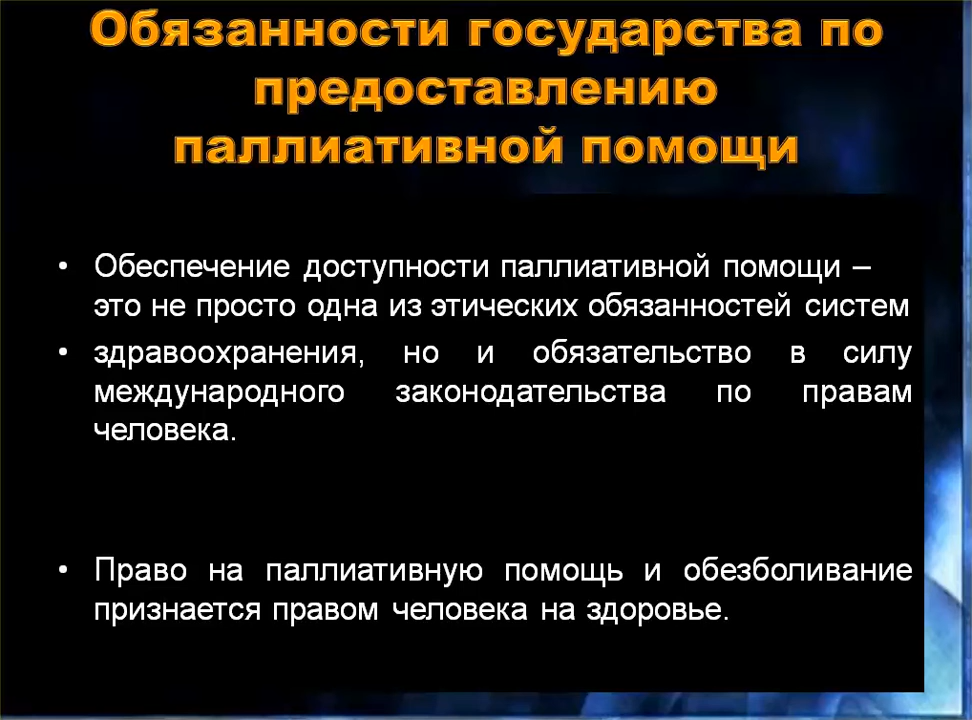 Обязанности государства по
предоставлению
паллиативной помощи
• Обеспечение доступности паллиативной помощи –
это не просто одна из этических обязанностей систем
• здравоохранения, но и обязательство в силу
международного законодательства по правам
человека.
• Право на паллиативную помощь и обезболивание
признается правом человека на здоровье.